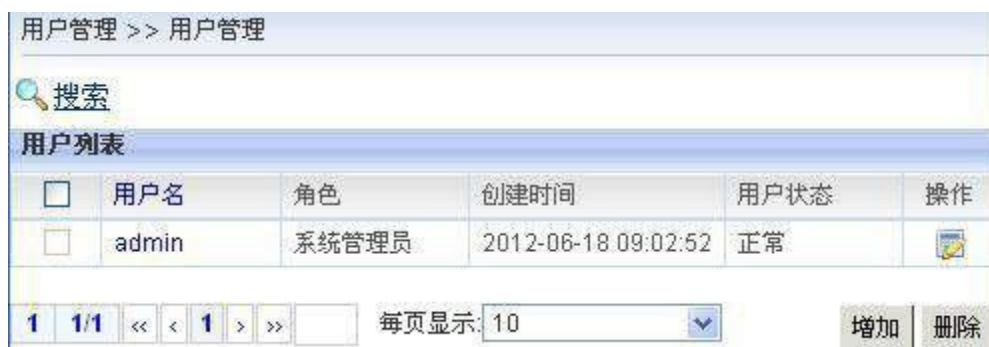 用户管理 >> 用户管理
搜索
用户列表
用户名 角色 创建时间 用户状态 操作
admin 系统管理员 2012-06-18 09:02:52 正常
1 1/1 « ‹ 1 › » 每页显示: 10 增加 删除